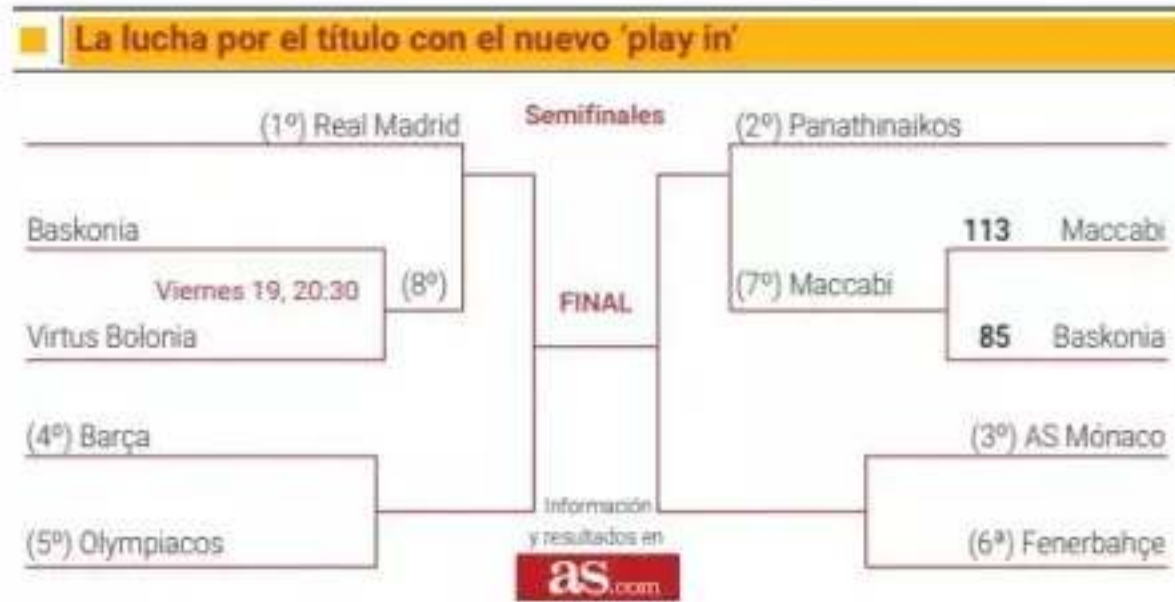 La lucha por el título con el nuevo 'play in'
Semifinales
(1º) Real Madrid
Baskonia
Viernes 19, 20:30
(8º)
Virtus Bolonia
(4º) Barça
(5º) Olympiacos
FINAL
(2º) Panathinaikos
113 Maccabi
(7º) Maccabi
85 Baskonia
(3º) AS Mónaco
(6ª) Fenerbahçe
Información
y resultados en
as.com